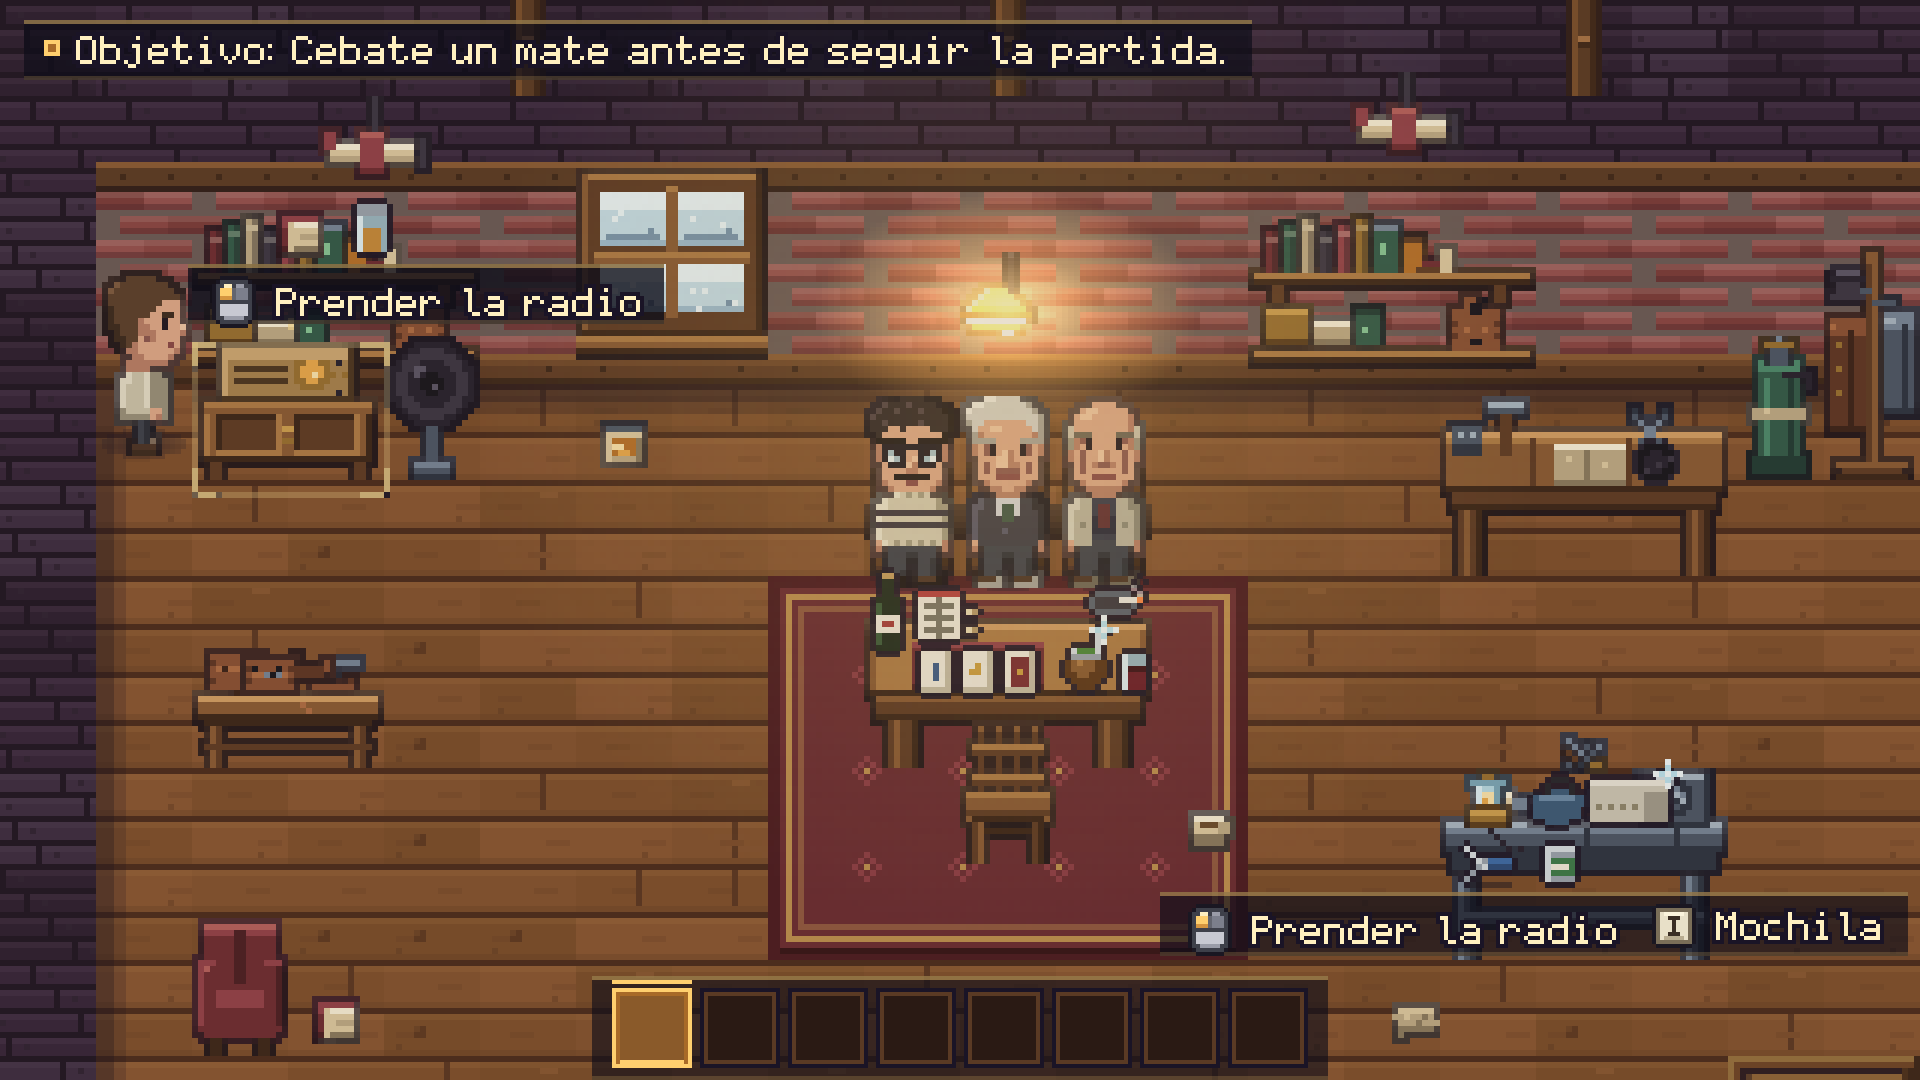 Objetivo: Cebate un mate antes de seguir la partida.
Prender la radio
Prender la radio I Mochila